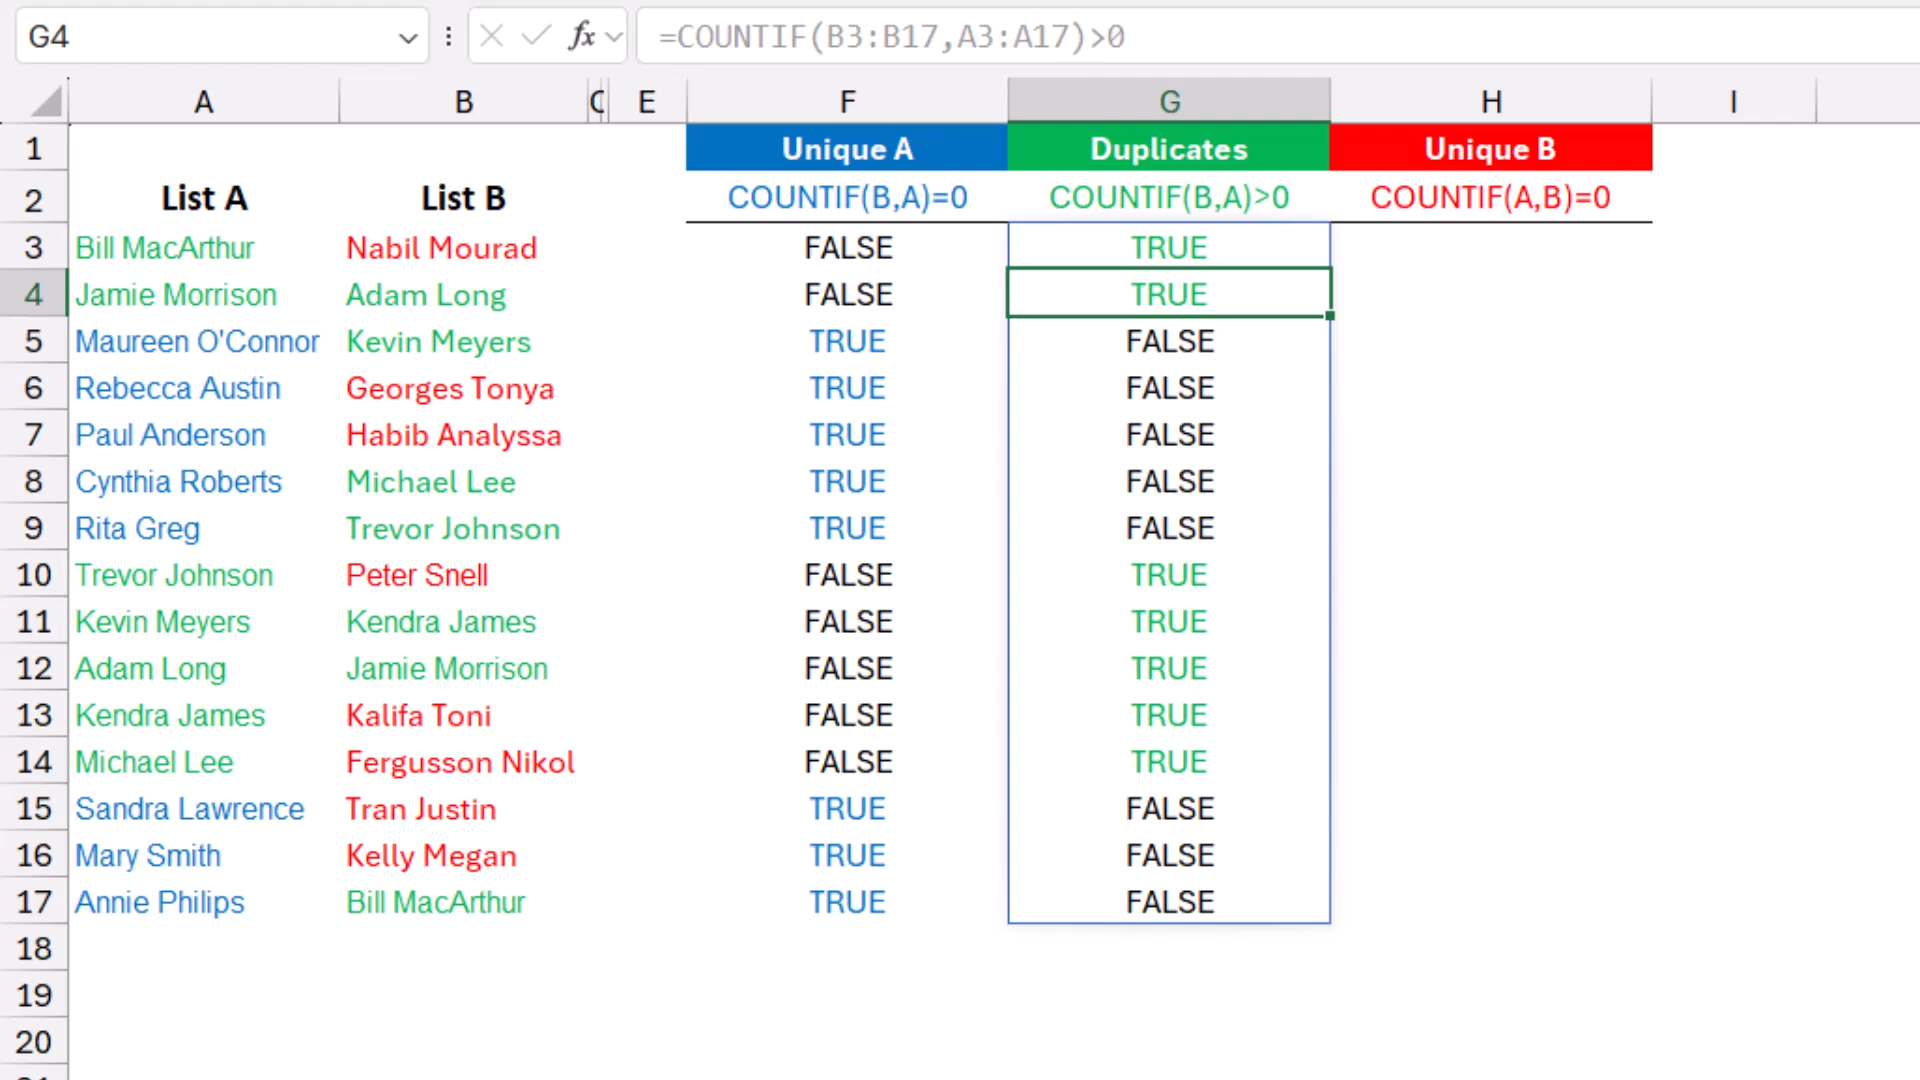 G4 fx =COUNTIF(B3:B17,A3:A17)>0
A B C E F G H I
1 Unique A Duplicates Unique B
2 List A List B COUNTIF(B,A)=0 COUNTIF(B,A)>0 COUNTIF(A,B)=0
3 Bill MacArthur Nabil Mourad FALSE TRUE
4 Jamie Morrison Adam Long FALSE TRUE
5 Maureen O'Connor Kevin Meyers TRUE FALSE
6 Rebecca Austin Georges Tonya TRUE FALSE
7 Paul Anderson Habib Analyssa TRUE FALSE
8 Cynthia Roberts Michael Lee TRUE FALSE
9 Rita Greg Trevor Johnson TRUE FALSE
10 Trevor Johnson Peter Snell FALSE TRUE
11 Kevin Meyers Kendra James FALSE TRUE
12 Adam Long Jamie Morrison FALSE TRUE
13 Kendra James Kalifa Toni FALSE TRUE
14 Michael Lee Fergusson Nikol FALSE TRUE
15 Sandra Lawrence Tran Justin TRUE FALSE
16 Mary Smith Kelly Megan TRUE FALSE
17 Annie Philips Bill MacArthur TRUE FALSE
18
19
20